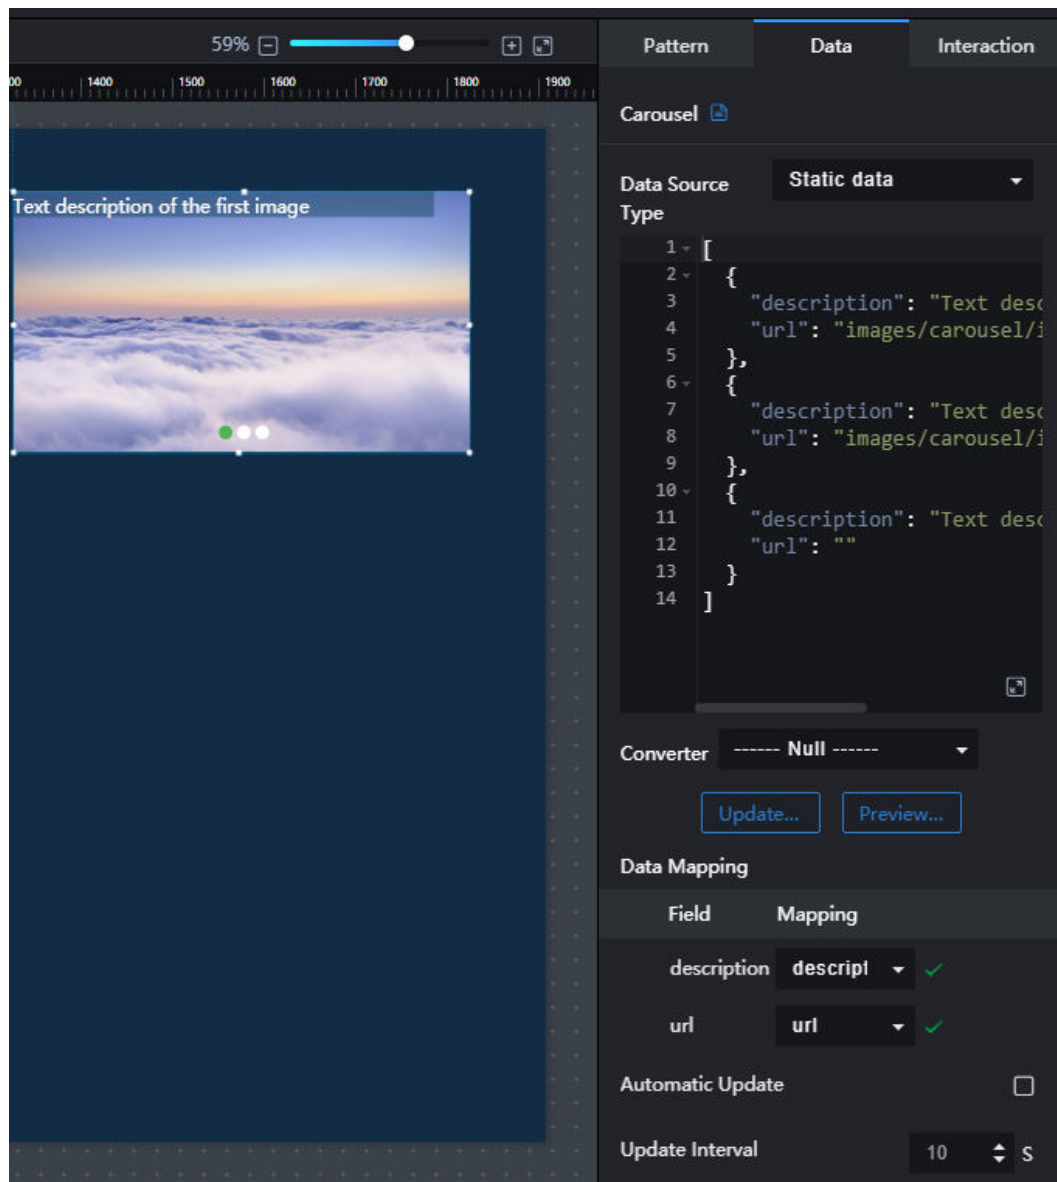 59%
Pattern Data Interaction
00 1400 1500 1600 1700 1800 1900
Carousel
Data Source Type
Static data
Text description of the first image
1 [
2 {
3 "description": "Text desc
4 "url": "images/carousel/i
5 },
6 {
7 "description": "Text desc
8 "url": "images/carousel/i
9 },
10 {
11 "description": "Text desc
12 "url": ""
13 }
14 ]
Converter ------ Null ------
Update... Preview...
Data Mapping
Field Mapping
description descript
url url
Automatic Update
Update Interval 10 S